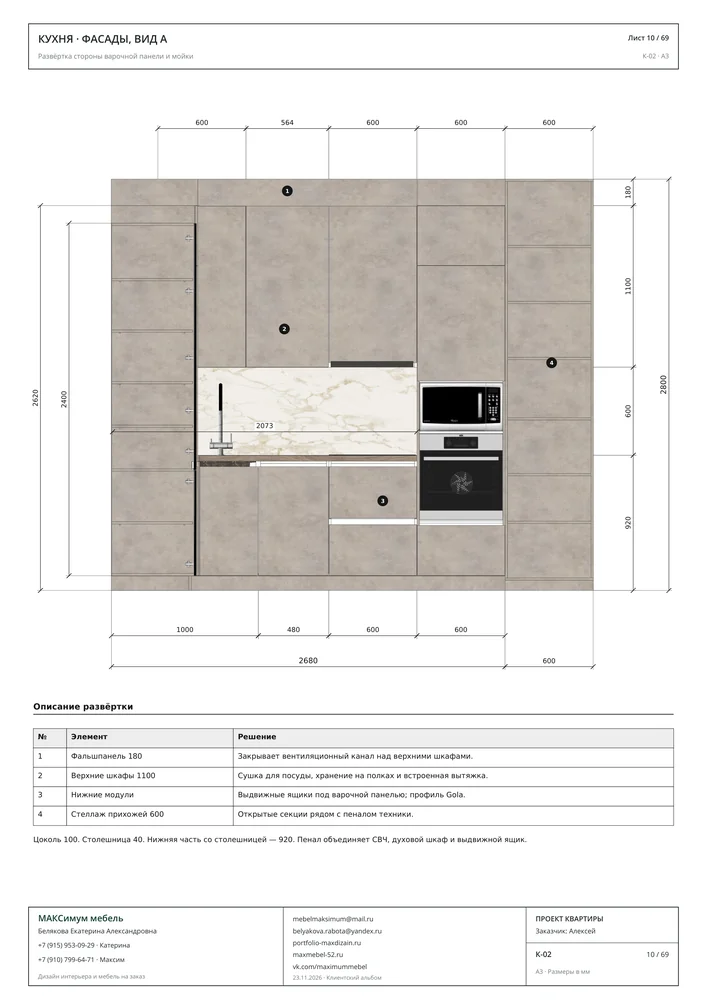 КУХНЯ · ФАСАДЫ, ВИД А
Лист 10 / 69
Развёртка стороны варочной панели и мойки
К-02 · А3
600 564 600 600 600
1
180
1100
2
2620
2400
4
2800
600
2073
3
920
1000 480 600 600
2680 600
Описание развёртки
№ Элемент Решение
1 Фальшпанель 180 Закрывает вентиляционный канал над верхними шкафами.
2 Верхние шкафы 1100 Сушка для посуды, хранение на полках и встроенная вытяжка.
3 Нижние модули Выдвижные ящики под варочной панелью; профиль Gola.
4 Стеллаж прихожей 600 Открытые секции рядом с пеналом техники.
Цоколь 100. Столешница 40. Нижняя часть со столешницей — 920. Пенал объединяет СВЧ, духовой шкаф и выдвижной ящик.
МАКСимум мебель
Белякова Екатерина Александровна
+7 (915) 953-09-29 · Катерина
+7 (910) 799-64-71 · Максим
Дизайн интерьера и мебель на заказ
mebelmaksimum@mail.ru
belyakova.rabota@yandex.ru
portfolio-maxdizain.ru
maxmebel-52.ru
vk.com/maximummebel
23.11.2026 · Клиентский альбом
ПРОЕКТ КВАРТИРЫ
Заказчик: Алексей
К-02 10 / 69
А3 · Размеры в мм